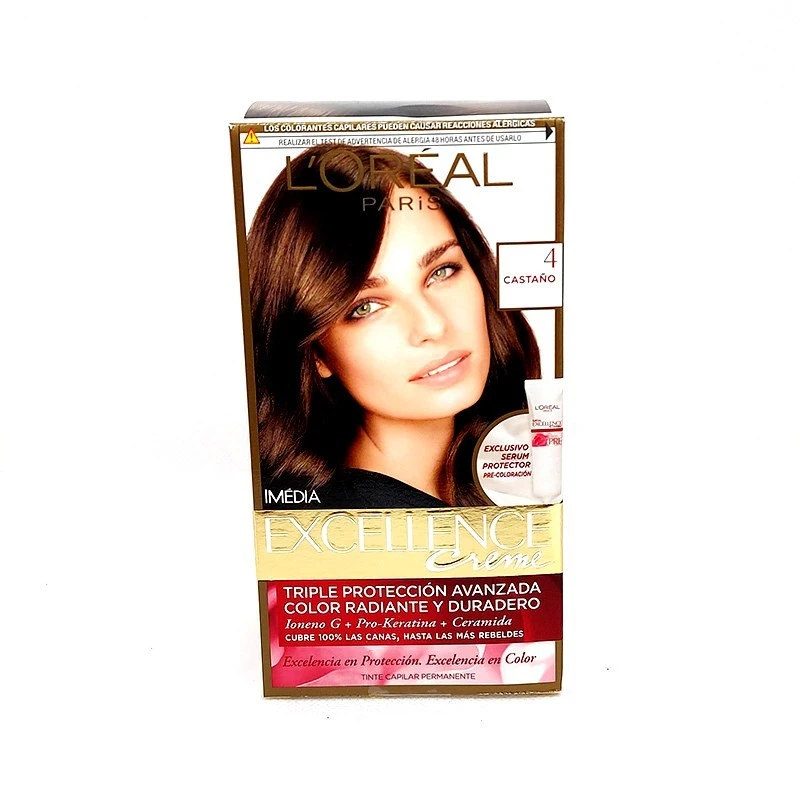 LOS COLORANTES CAPILARES PUEDEN CAUSAR REACCIONES ALÉRGICAS
REALIZAR EL TEST DE ADVERTENCIA DE ALERGIA 48 HORAS ANTES DE USARLO
L'ORÉAL
PARiS
4
CASTAÑO
L'ORÉAL
EXCELLENCE
PRE
EXCLUSIVO
SERUM
PROTECTOR
PRE-COLORACIÓN
IMÉDIA
EXCELLENCE
Creme
TRIPLE PROTECCIÓN AVANZADA
COLOR RADIANTE Y DURADERO
Ioneno G + Pro-Keratina + Ceramida
CUBRE 100% LAS CANAS, HASTA LAS MÁS REBELDES
Excelencia en Protección. Excelencia en Color
TINTE CAPILAR PERMANENTE